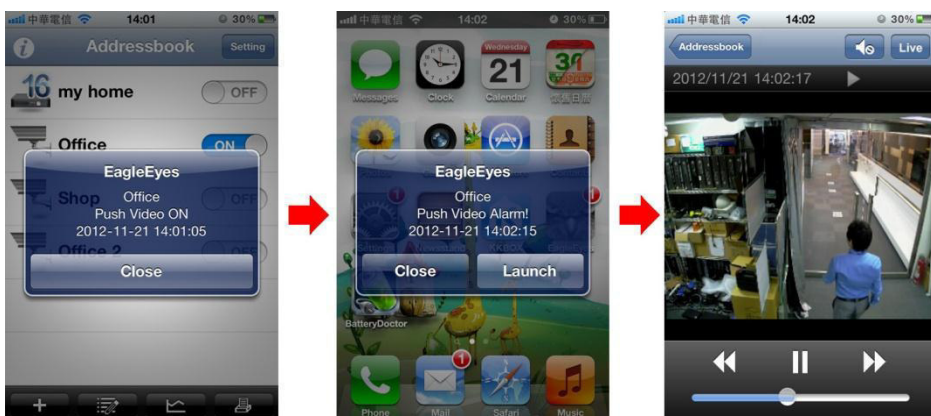 中華電信
14:01
30%
Addressbook
Setting
16
my home
OFF
Office
ON
Shop
OFF
Office 2
OFF
EagleEyes
Office
Push Video ON
2012-11-21 14:01:05
Close
中華電信
14:02
30%
Wednesday
21
30
Messages
Clock
Calendar
EagleEyes
Office
Push Video Alarm!
2012-11-21 14:02:15
Close
Launch
1
BatteryDoctor
1
Phone
Mail
Safari
Music
中華電信
14:02
30%
Addressbook
Live
2012/11/21 14:02:17